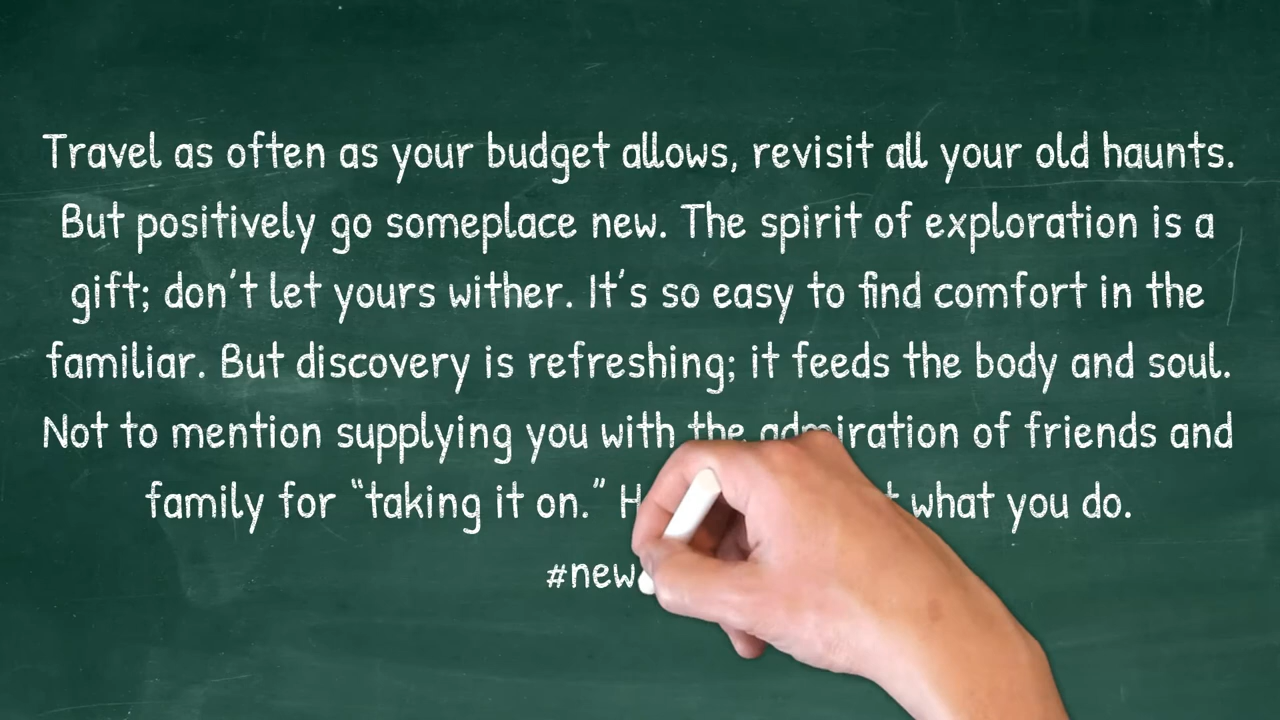 Travel as often as your budget allows, revisit all your old haunts.
But positively go someplace new. The spirit of exploration is a
gift; don't let yours wither. It's so easy to find comfort in the
familiar. But discovery is refreshing; it feeds the body and soul.
Not to mention supplying you with the admiration of friends and
family for “taking it on.” what you do.
#new